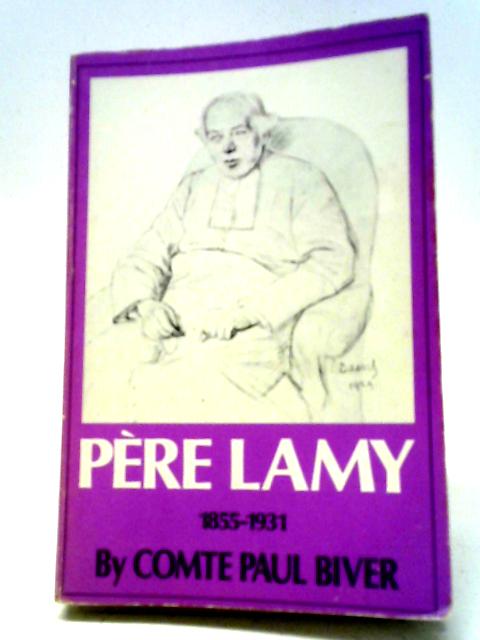 PÈRE LAMY
1855-1931
By COMTE PAUL BIVER